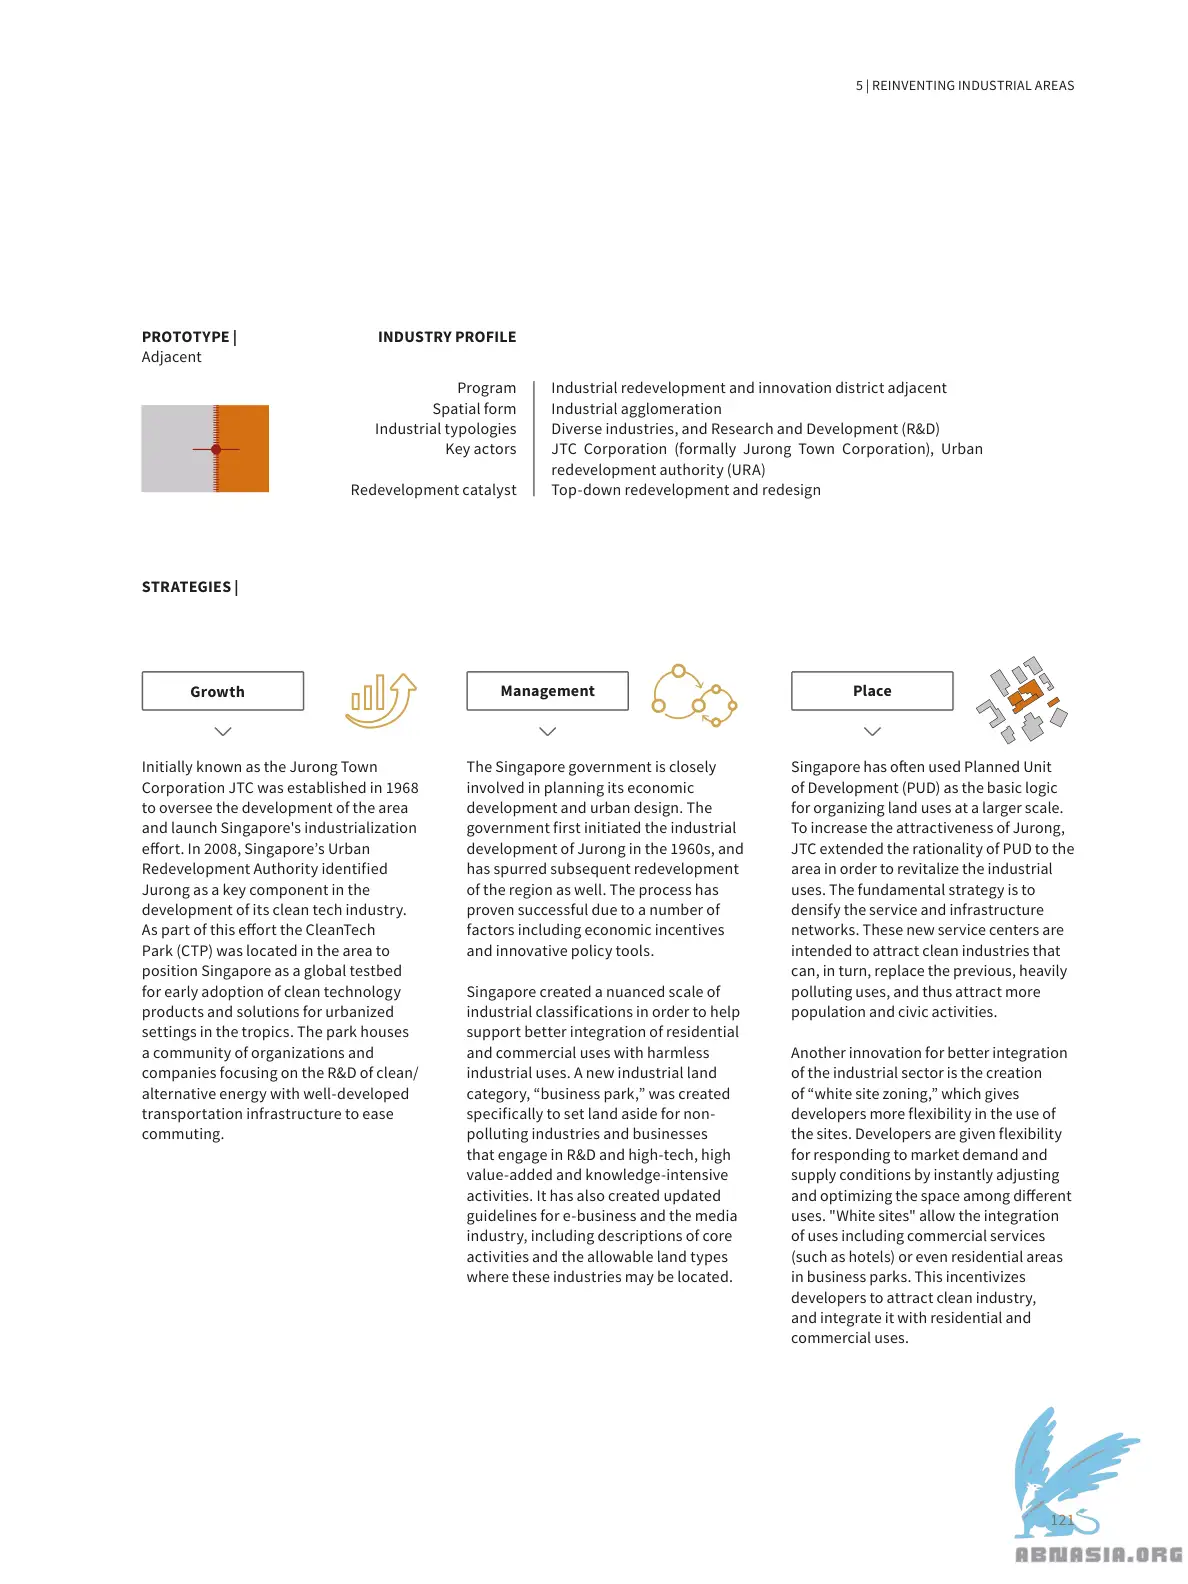 5 | REINVENTING INDUSTRIAL AREAS
PROTOTYPE |
Adjacent
INDUSTRY PROFILE
Program
Industrial redevelopment and innovation district adjacent
Spatial form
Industrial agglomeration
Industrial typologies
Diverse industries, and Research and Development (R&D)
Key actors
JTC Corporation (formally Jurong Town Corporation), Urban
redevelopment authority (URA)
Redevelopment catalyst
Top-down redevelopment and redesign
STRATEGIES |
Growth
Initially known as the Jurong Town
Corporation JTC was established in 1968
to oversee the development of the area
and launch Singapore's industrialization
effort. In 2008, Singapore’s Urban
Redevelopment Authority identified
Jurong as a key component in the
development of its clean tech industry.
As part of this effort the CleanTech
Park (CTP) was located in the area to
position Singapore as a global testbed
for early adoption of clean technology
products and solutions for urbanized
settings in the tropics. The park houses
a community of organizations and
companies focusing on the R&D of clean/
alternative energy with well-developed
transportation infrastructure to ease
commuting.
Management
The Singapore government is closely
involved in planning its economic
development and urban design. The
government first initiated the industrial
development of Jurong in the 1960s, and
has spurred subsequent redevelopment
of the region as well. The process has
proven successful due to a number of
factors including economic incentives
and innovative policy tools.
Singapore created a nuanced scale of
industrial classifications in order to help
support better integration of residential
and commercial uses with harmless
industrial uses. A new industrial land
category, “business park,” was created
specifically to set land aside for non-
polluting industries and businesses
that engage in R&D and high-tech, high
value-added and knowledge-intensive
activities. It has also created updated
guidelines for e-business and the media
industry, including descriptions of core
activities and the allowable land types
where these industries may be located.
Place
Singapore has often used Planned Unit
of Development (PUD) as the basic logic
for organizing land uses at a larger scale.
To increase the attractiveness of Jurong,
JTC extended the rationality of PUD to the
area in order to revitalize the industrial
uses. The fundamental strategy is to
densify the service and infrastructure
networks. These new service centers are
intended to attract clean industries that
can, in turn, replace the previous, heavily
polluting uses, and thus attract more
population and civic activities.
Another innovation for better integration
of the industrial sector is the creation
of “white site zoning,” which gives
developers more flexibility in the use of
the sites. Developers are given flexibility
for responding to market demand and
supply conditions by instantly adjusting
and optimizing the space among different
uses. "White sites" allow the integration
of uses including commercial services
(such as hotels) or even residential areas
in business parks. This incentivizes
developers to attract clean industry,
and integrate it with residential and
commercial uses.
121
ABNASIA.ORG